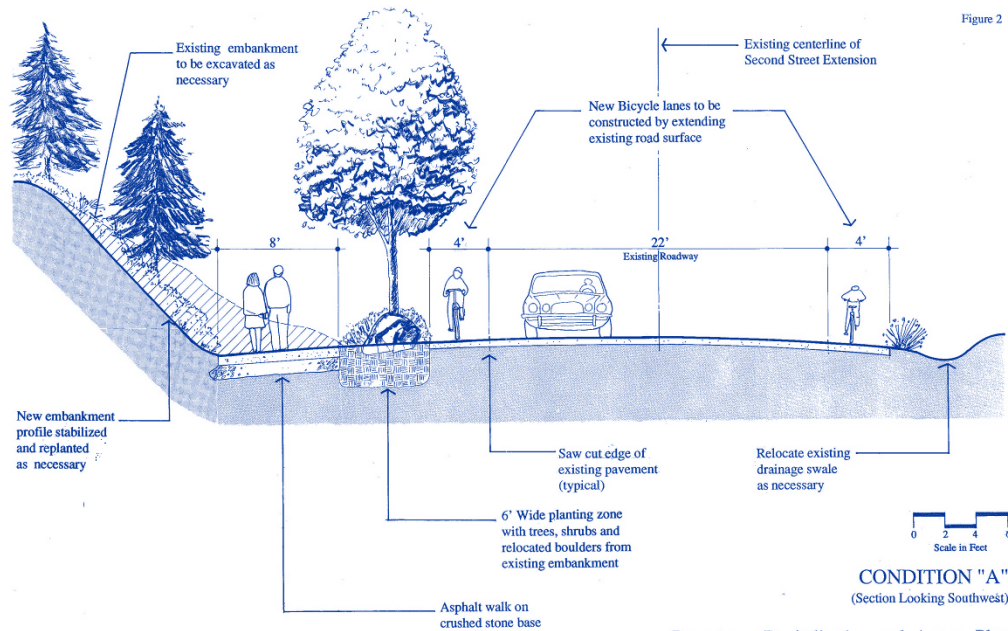 Figure 2
Existing embankment
to be excavated as
necessary
Existing centerline of
Second Street Extension
New Bicycle lanes to be
constructed by extending
existing road surface
8'
4'
22'
4'
Existing Roadway
New embankment
profile stabilized
and replanted
as necessary
Saw cut edge of
existing pavement
(typical)
Relocate existing
drainage swale
as necessary
6' Wide planting zone
with trees, shrubs and
relocated boulders from
existing embankment
0 2 4 6
Scale in Feet
CONDITION "A"
(Section Looking Southwest)
Asphalt walk on
crushed stone base